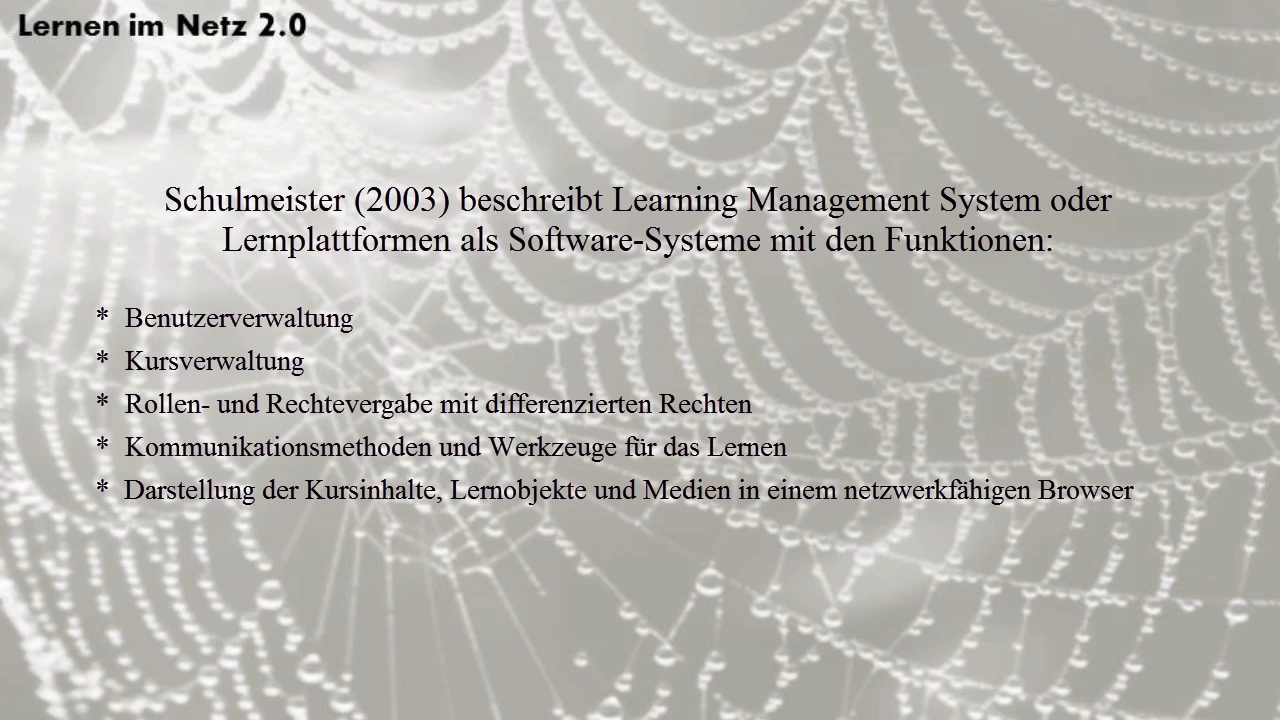 Lernen im Netz 2.0
Schulmeister (2003) beschreibt Learning Management System oder
Lernplattformen als Software-Systeme mit den Funktionen:
* Benutzerverwaltung
* Kursverwaltung
* Rollen- und Rechtevergabe mit differenzierten Rechten
* Kommunikationsmethoden und Werkzeuge für das Lernen
* Darstellung der Kursinhalte, Lernobjekte und Medien in einem netzwerkfähigen Browser